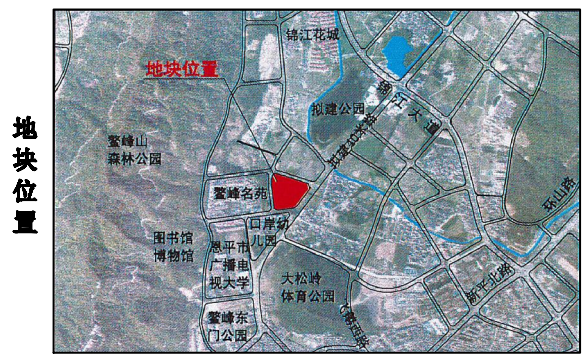 地块位置
锦江花城
地块位置
锦江大道
拟建公园
鳌峰山
森林公园
鳌峰名苑
口岸幼
儿园
图书馆
博物馆
恩平市
广播电
视大学
大松岭
体育公园
鳌峰东
门公园
环山路
新平北路